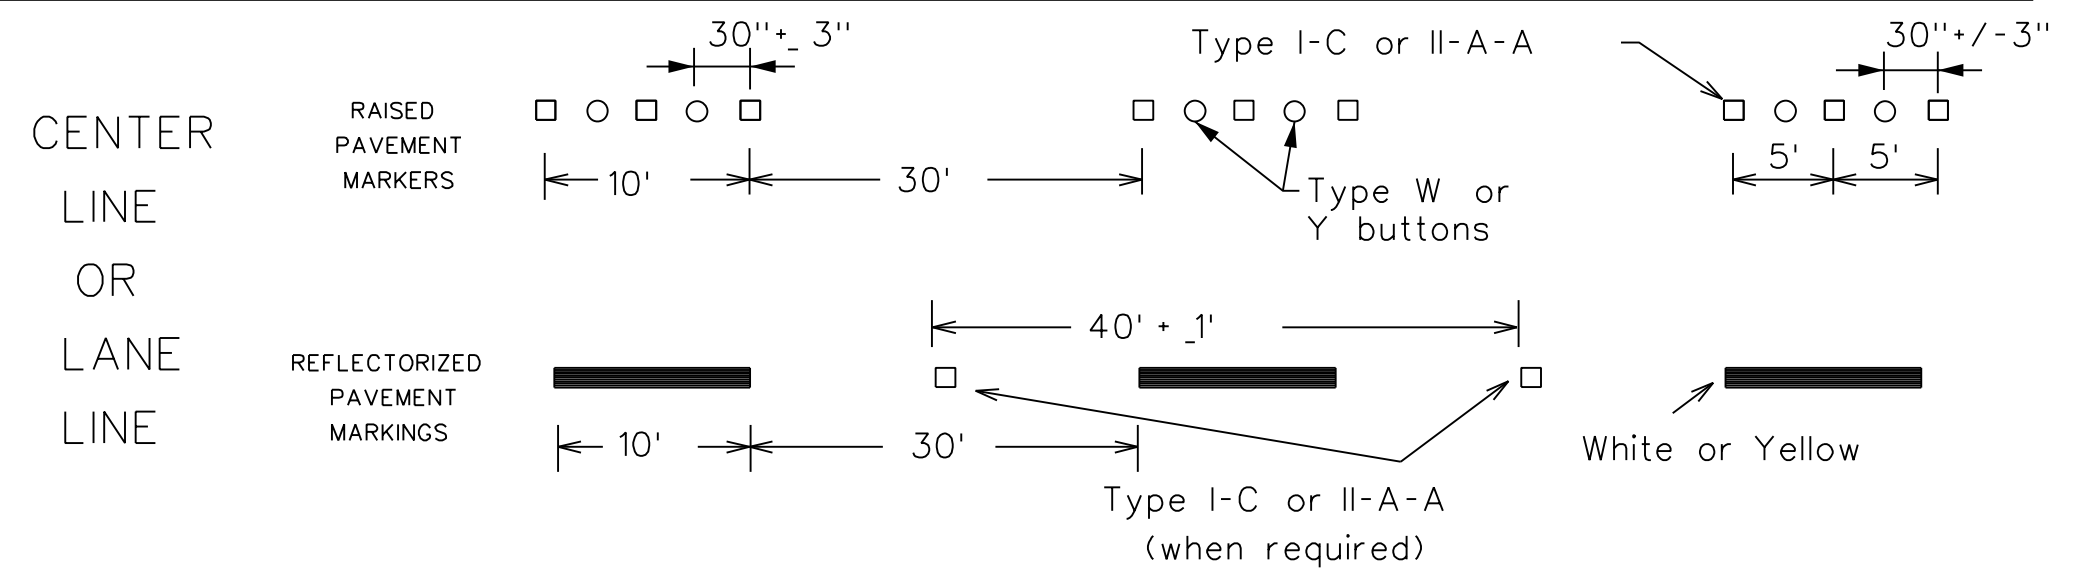 CENTER
LINE
OR
LANE
LINE
RAISED
PAVEMENT
MARKERS
30"+_ 3"
10'
30'
Type I-C or II-A-A
Type W or
Y buttons
30"+/-3"
5' 5'
REFLECTORIZED
PAVEMENT
MARKINGS
10'
30'
40' + _1'
Type I-C or II-A-A
(when required)
White or Yellow